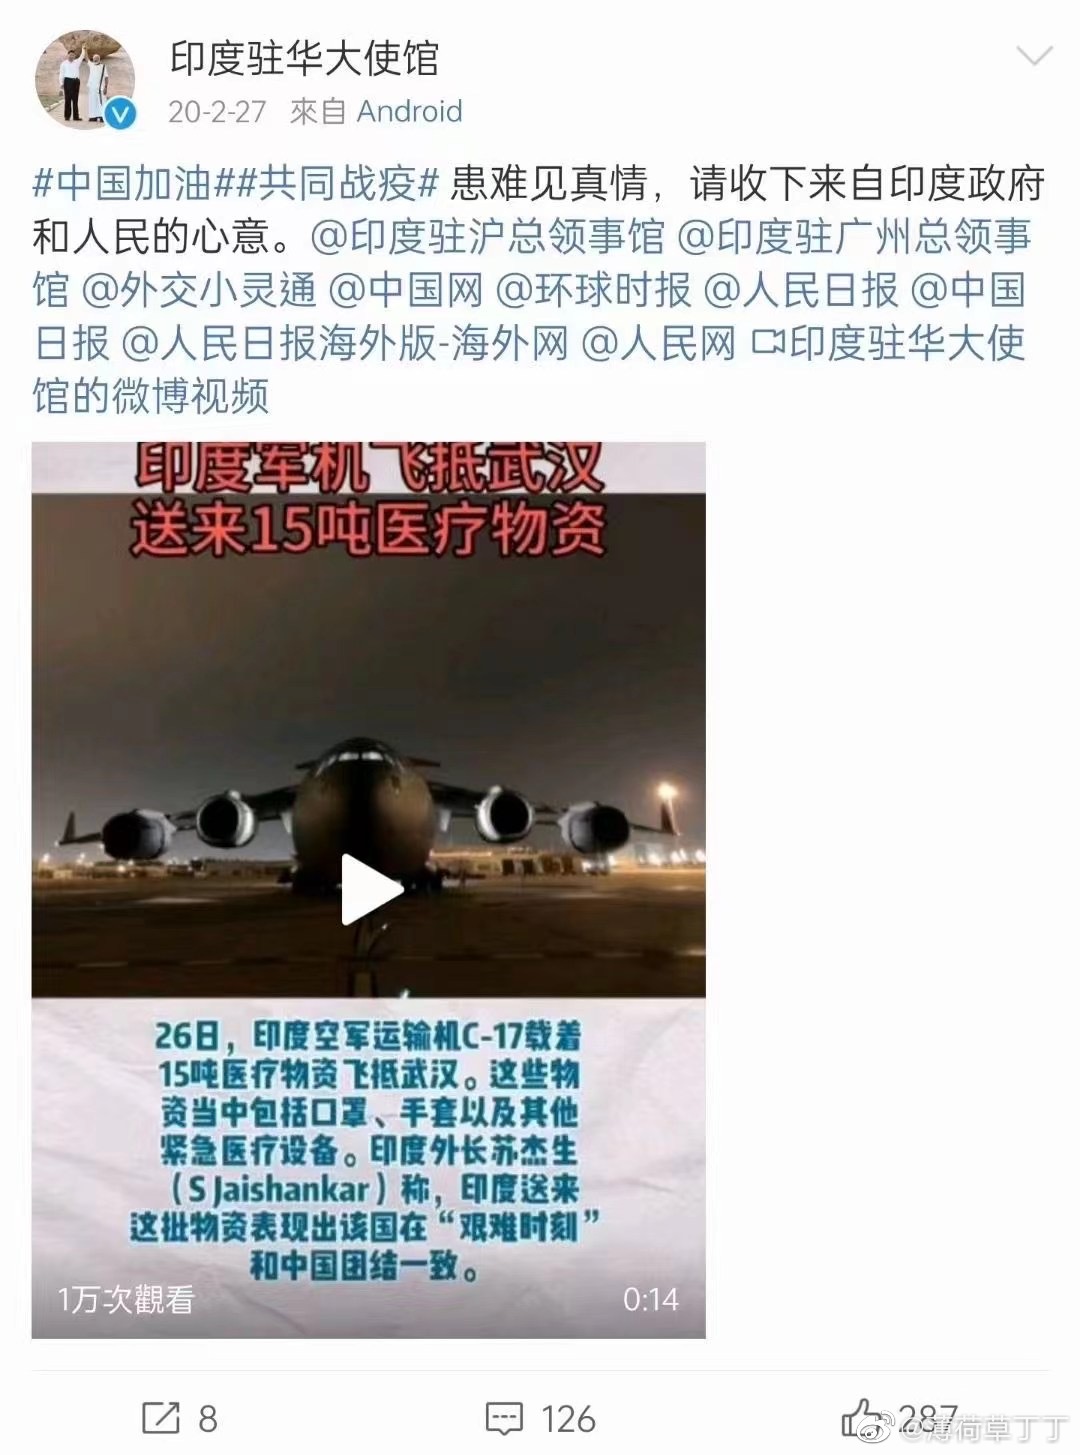 印度驻华大使馆
20-2-27 來自 Android
#中国加油##共同战疫# 患难见真情，请收下来自印度政府
和人民的心意。@印度驻沪总领事馆 @印度驻广州总领事
馆 @外交小灵通 @中国网 @环球时报 @人民日报 @中国
日报 @人民日报海外版-海外网 @人民网 印度驻华大使
馆的微博视频
印度军机飞抵武汉
送来15吨医疗物资
26日，印度空军运输机C-17载着
15吨医疗物资飞抵武汉。这些物
资当中包括口罩、手套以及其他
紧急医疗设备。印度外长苏杰生
（S Jaishankar）称，印度送来
这批物资表现出该国在“艰难时刻”
和中国团结一致。
1万次觀看
0:14
8
126
287
@薄荷草丁丁